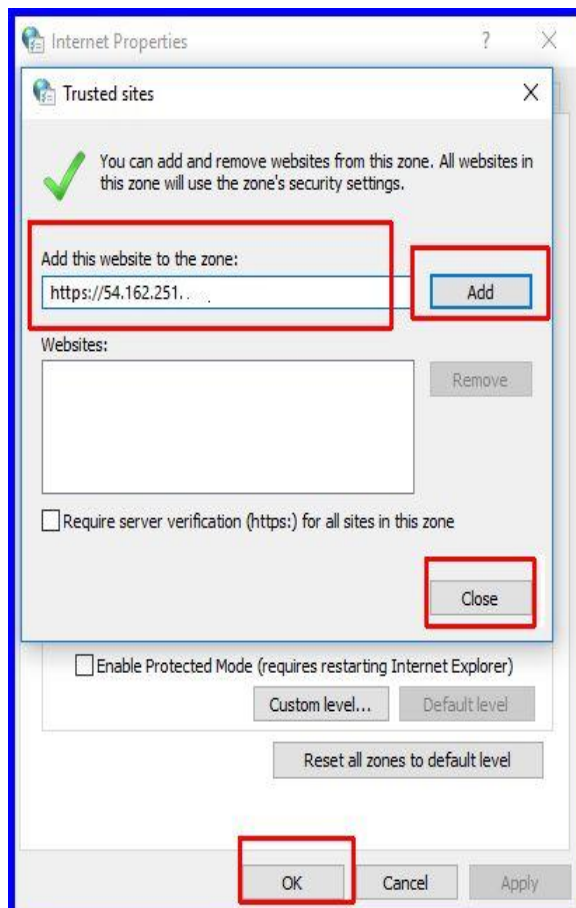 Internet Properties
?
Trusted sites
You can add and remove websites from this zone. All websites in
this zone will use the zone's security settings.
Add this website to the zone:
https://54.162.251.
Add
Websites:
Remove
Require server verification (https:) for all sites in this zone
Close
Enable Protected Mode (requires restarting Internet Explorer)
Custom level...
Default level
Reset all zones to default level
OK
Cancel
Apply